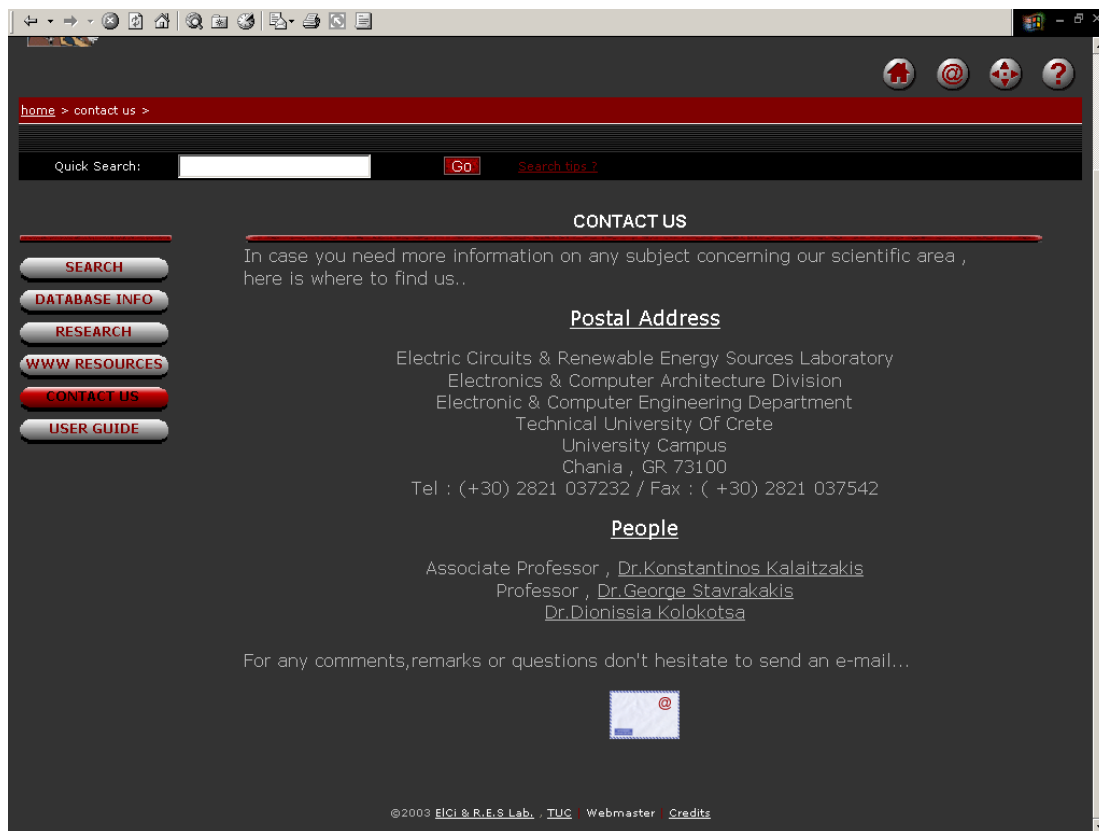 home > contact us >
Quick Search:
Go
Search tips ?
CONTACT US
In case you need more information on any subject concerning our scientific area ,
here is where to find us..
SEARCH
DATABASE INFO
RESEARCH
WWW RESOURCES
CONTACT US
USER GUIDE
Postal Address
Electric Circuits & Renewable Energy Sources Laboratory
Electronics & Computer Architecture Division
Electronic & Computer Engineering Department
Technical University Of Crete
University Campus
Chania , GR 73100
Tel : (+30) 2821 037232 / Fax : ( +30) 2821 037542
People
Associate Professor , Dr.Konstantinos Kalaitzakis
Professor , Dr.George Stavrakakis
Dr.Dionissia Kolokotsa
For any comments,remarks or questions don't hesitate to send an e-mail...
@
©2003 ElCi & R.E.S Lab. , TUC | Webmaster | Credits